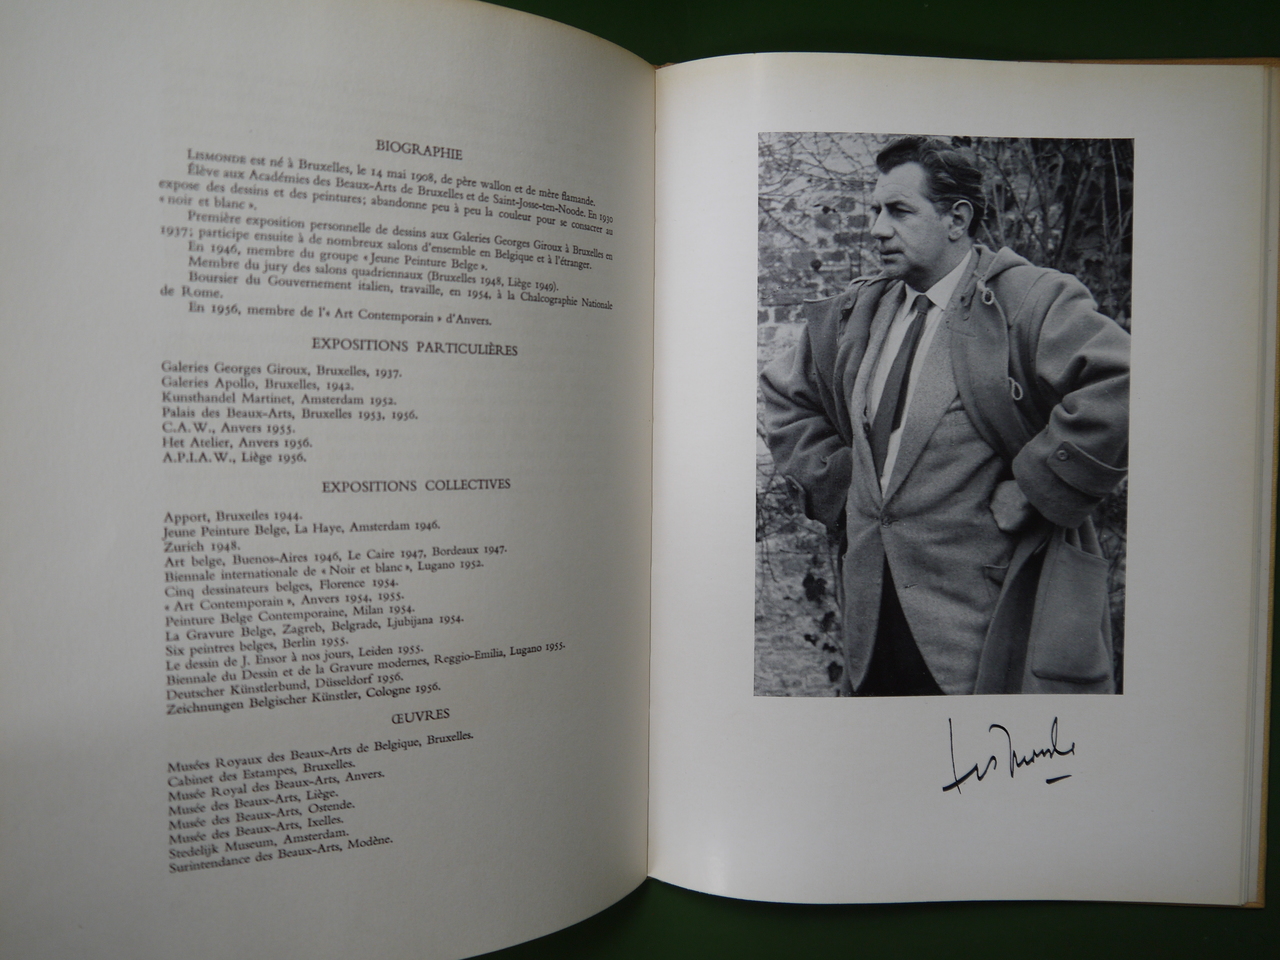 BIOGRAPHIE
Lismonde est né à Bruxelles, le 14 mai 1908, de père wallon et de mère flamande.
Élève aux Académies des Beaux-Arts de Bruxelles et de Saint-Josse-ten-Noode. En 1930
expose des dessins et des peintures; abandonne peu à peu la couleur pour se consacrer au
« noir et blanc ».
Première exposition personnelle de dessins aux Galeries Georges Giroux à Bruxelles en
1937; participe ensuite à de nombreux salons d'ensemble en Belgique et à l'étranger.
En 1946, membre du groupe « Jeune Peinture Belge ».
Membre du jury des salons quadriennaux (Bruxelles 1948, Liège 1949).
Boursier du Gouvernement italien, travaille, en 1954, à la Chalcographie Nationale
de Rome.
En 1956, membre de l'« Art Contemporain » d'Anvers.
EXPOSITIONS PARTICULIÈRES
Galeries Georges Giroux, Bruxelles, 1937.
Galeries Apollo, Bruxelles, 1942.
Kunsthandel Martinet, Amsterdam 1952.
Palais des Beaux-Arts, Bruxelles 1953, 1956.
C.A.W., Anvers 1955.
Het Atelier, Anvers 1956.
A.P.I.A.W., Liège 1956.
EXPOSITIONS COLLECTIVES
Apport, Bruxelles 1944.
Jeune Peinture Belge, La Haye, Amsterdam 1946.
Zurich 1948.
Art belge, Buenos-Aires 1946, Le Caire 1947, Bordeaux 1947.
Biennale internationale de « Noir et blanc », Lugano 1952.
Cinq dessinateurs belges, Florence 1954.
« Art Contemporain », Anvers 1954, 1955.
Peinture Belge Contemporaine, Milan 1954.
La Gravure Belge, Zagreb, Belgrade, Ljubijana 1954.
Six peintres belges, Berlin 1955.
Le dessin de J. Ensor à nos jours, Leiden 1955.
Biennale du Dessin et de la Gravure modernes, Reggio-Emilia, Lugano 1955.
Deutscher Künstlerbund, Düsseldorf 1956.
Zeichnungen Belgischer Künstler, Cologne 1956.
ŒUVRES
Musées Royaux des Beaux-Arts de Belgique, Bruxelles.
Cabinet des Estampes, Bruxelles.
Musée Royal des Beaux-Arts, Anvers.
Musée des Beaux-Arts, Liège.
Musée des Beaux-Arts, Ostende.
Musée des Beaux-Arts, Ixelles.
Stedelijk Museum, Amsterdam.
Surintendance des Beaux-Arts, Modène.
Lismonde